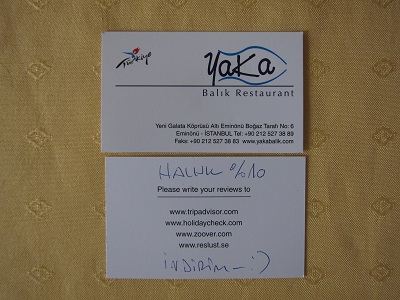 Türkiye
Yaka
Balık Restaurant
Yeni Galata Köprüsü Altı Eminönü Boğaz Tarafı No: 6
Eminönü - İSTANBUL Tel: +90 212 527 38 89
Faks: +90 212 527 38 83 www.yakabalik.com
HALUK %10
Please write your reviews to
www.tripadvisor.com
www.holidaycheck.com
www.zoover.com
www.reslust.se
İNDİRİM - :)